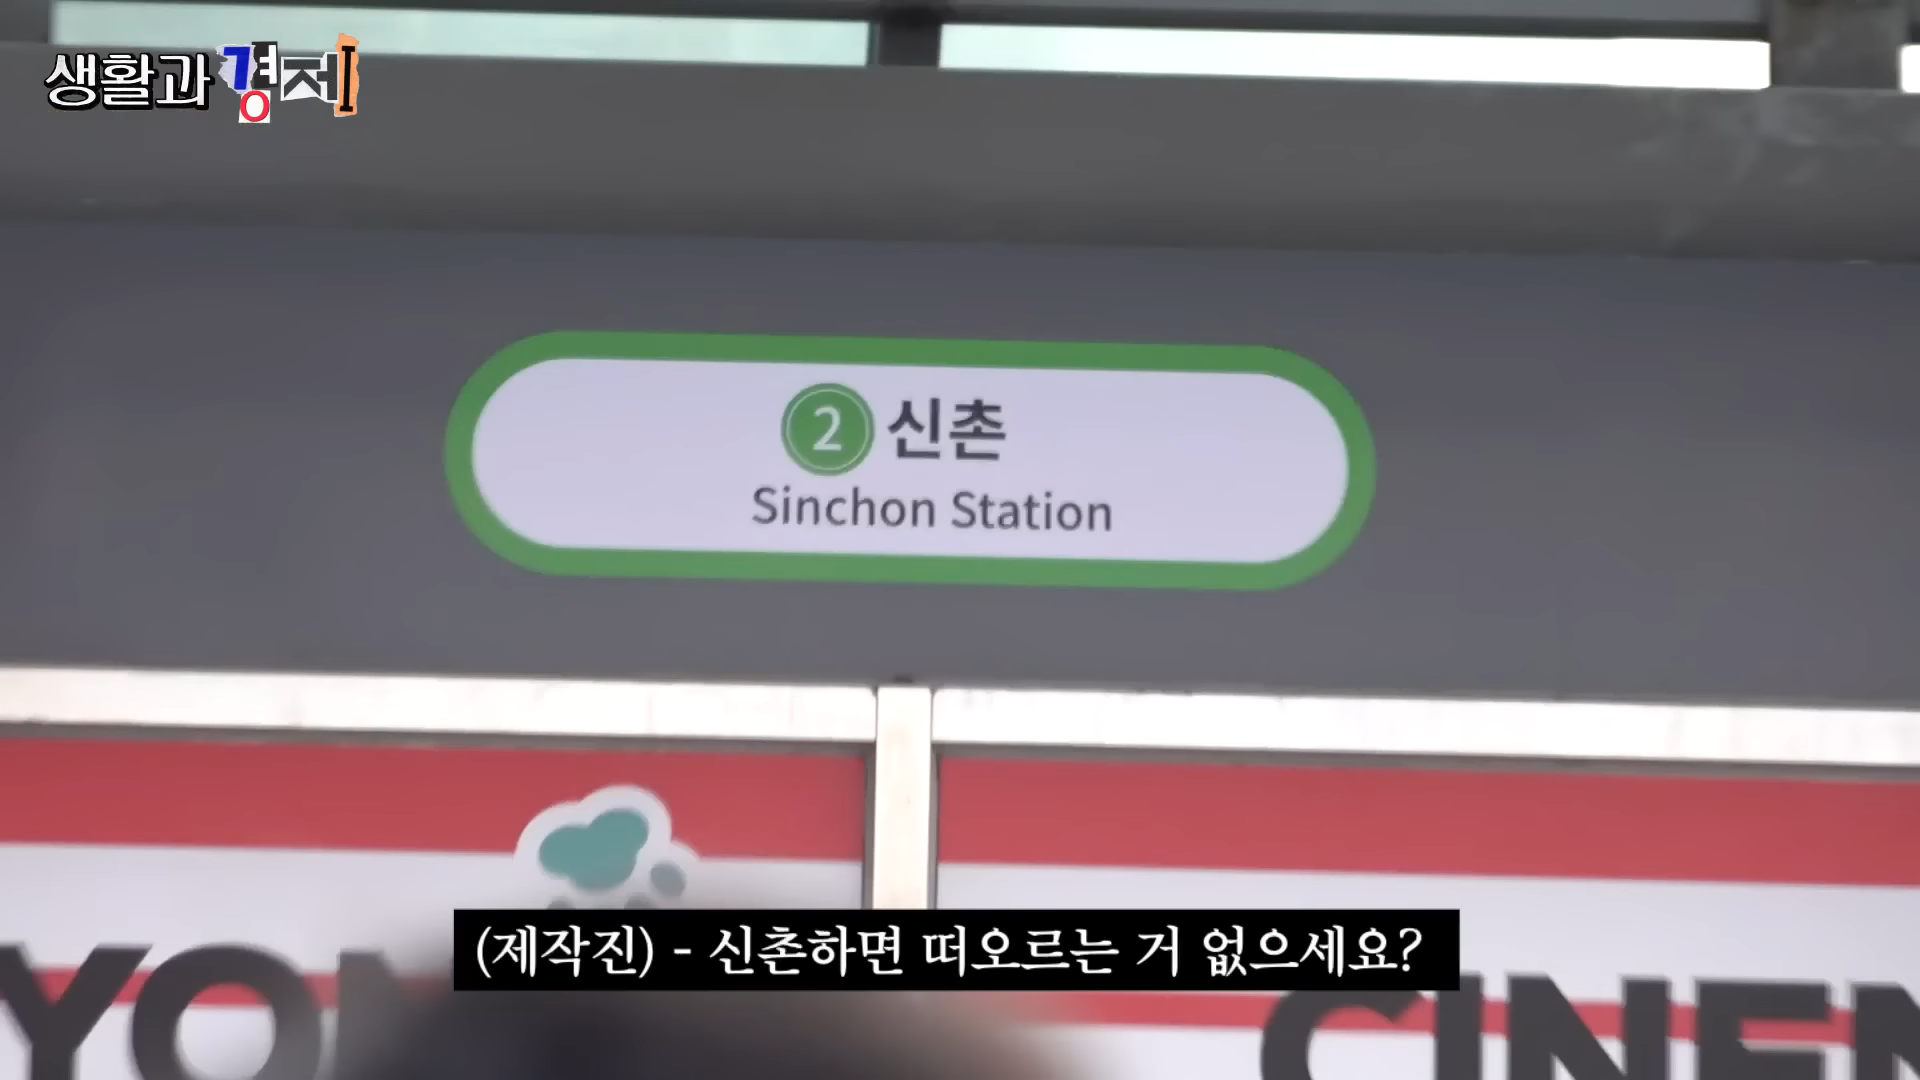 생활과 경제
2 신촌
Sinchon Station
(제작진) - 신촌하면 떠오르는 거 없으세요?